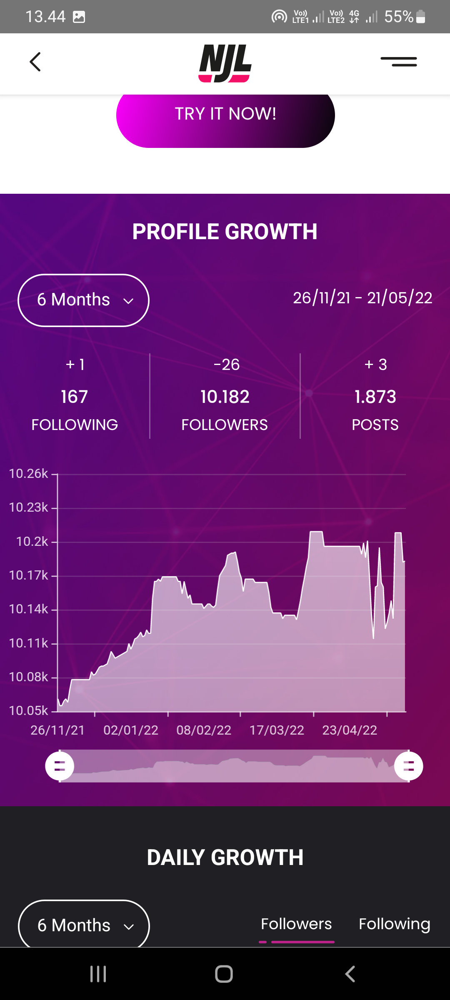 13.44
Vo)) LTE1 Vo)) LTE2 4G 55%
NJL
TRY IT NOW!
PROFILE GROWTH
6 Months
26/11/21 - 21/05/22
+ 1
-26
+ 3
167
10.182
1.873
FOLLOWING
FOLLOWERS
POSTS
10.26k
10.23k
10.2k
10.17k
10.14k
10.11k
10.08k
10.05k
26/11/21 02/01/22 08/02/22 17/03/22 23/04/22
DAILY GROWTH
6 Months
Followers Following